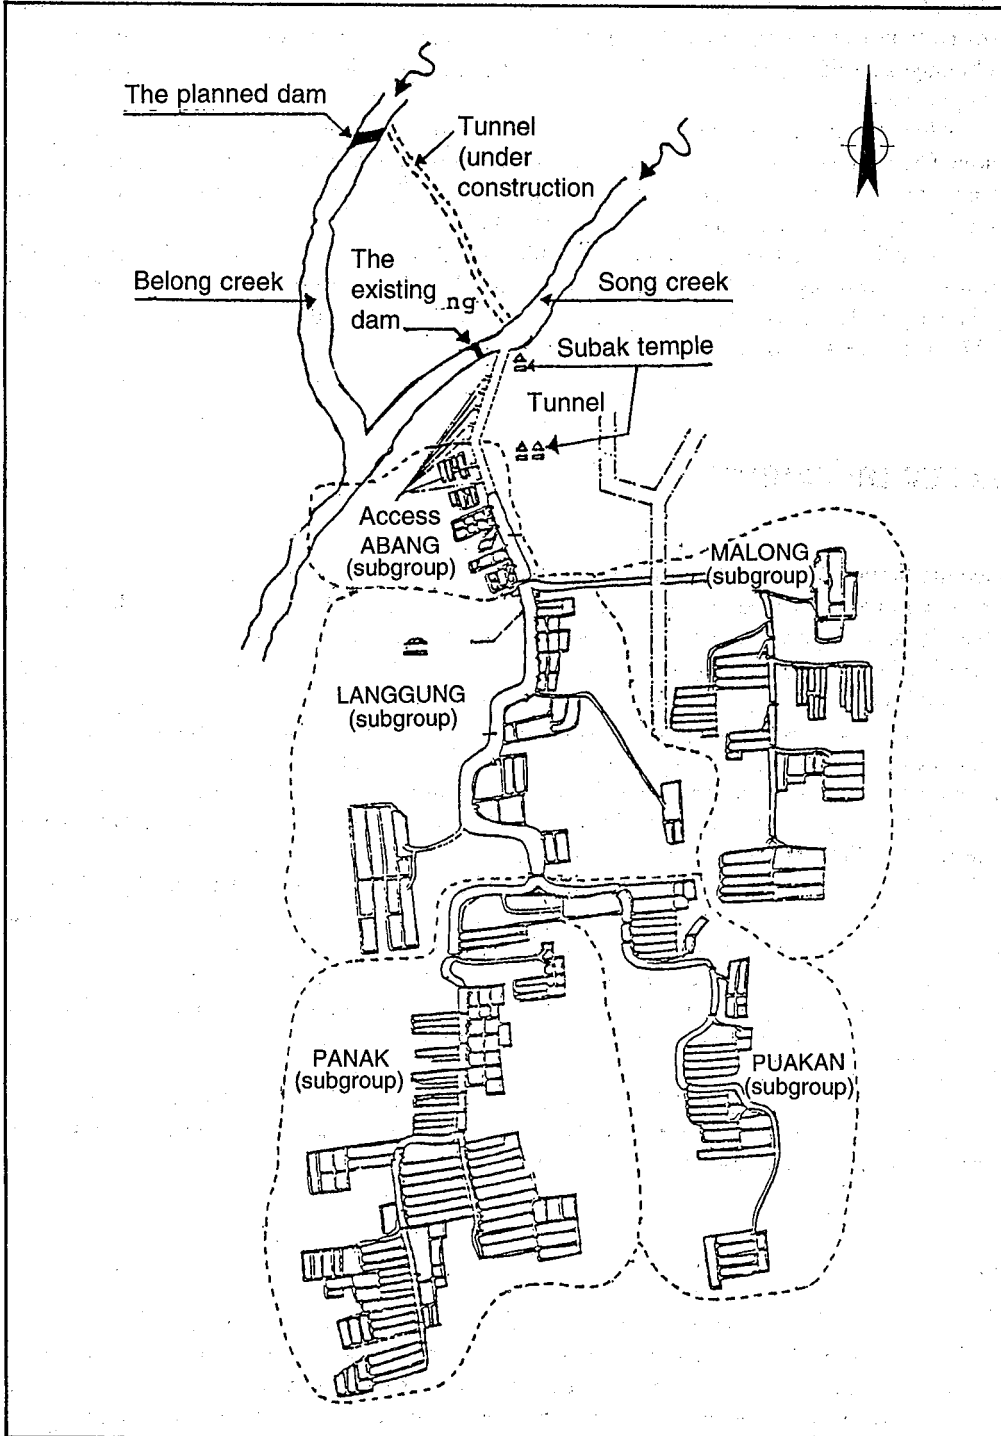 The planned dam
Tunnel
(under
construction
Belong creek
The
existing ng
dam
Song creek
Subak temple
Tunnel
Access
ABANG
(subgroup)
MALONG
(subgroup)
LANGGUNG
(subgroup)
PANAK
(subgroup)
PUAKAN
(subgroup)